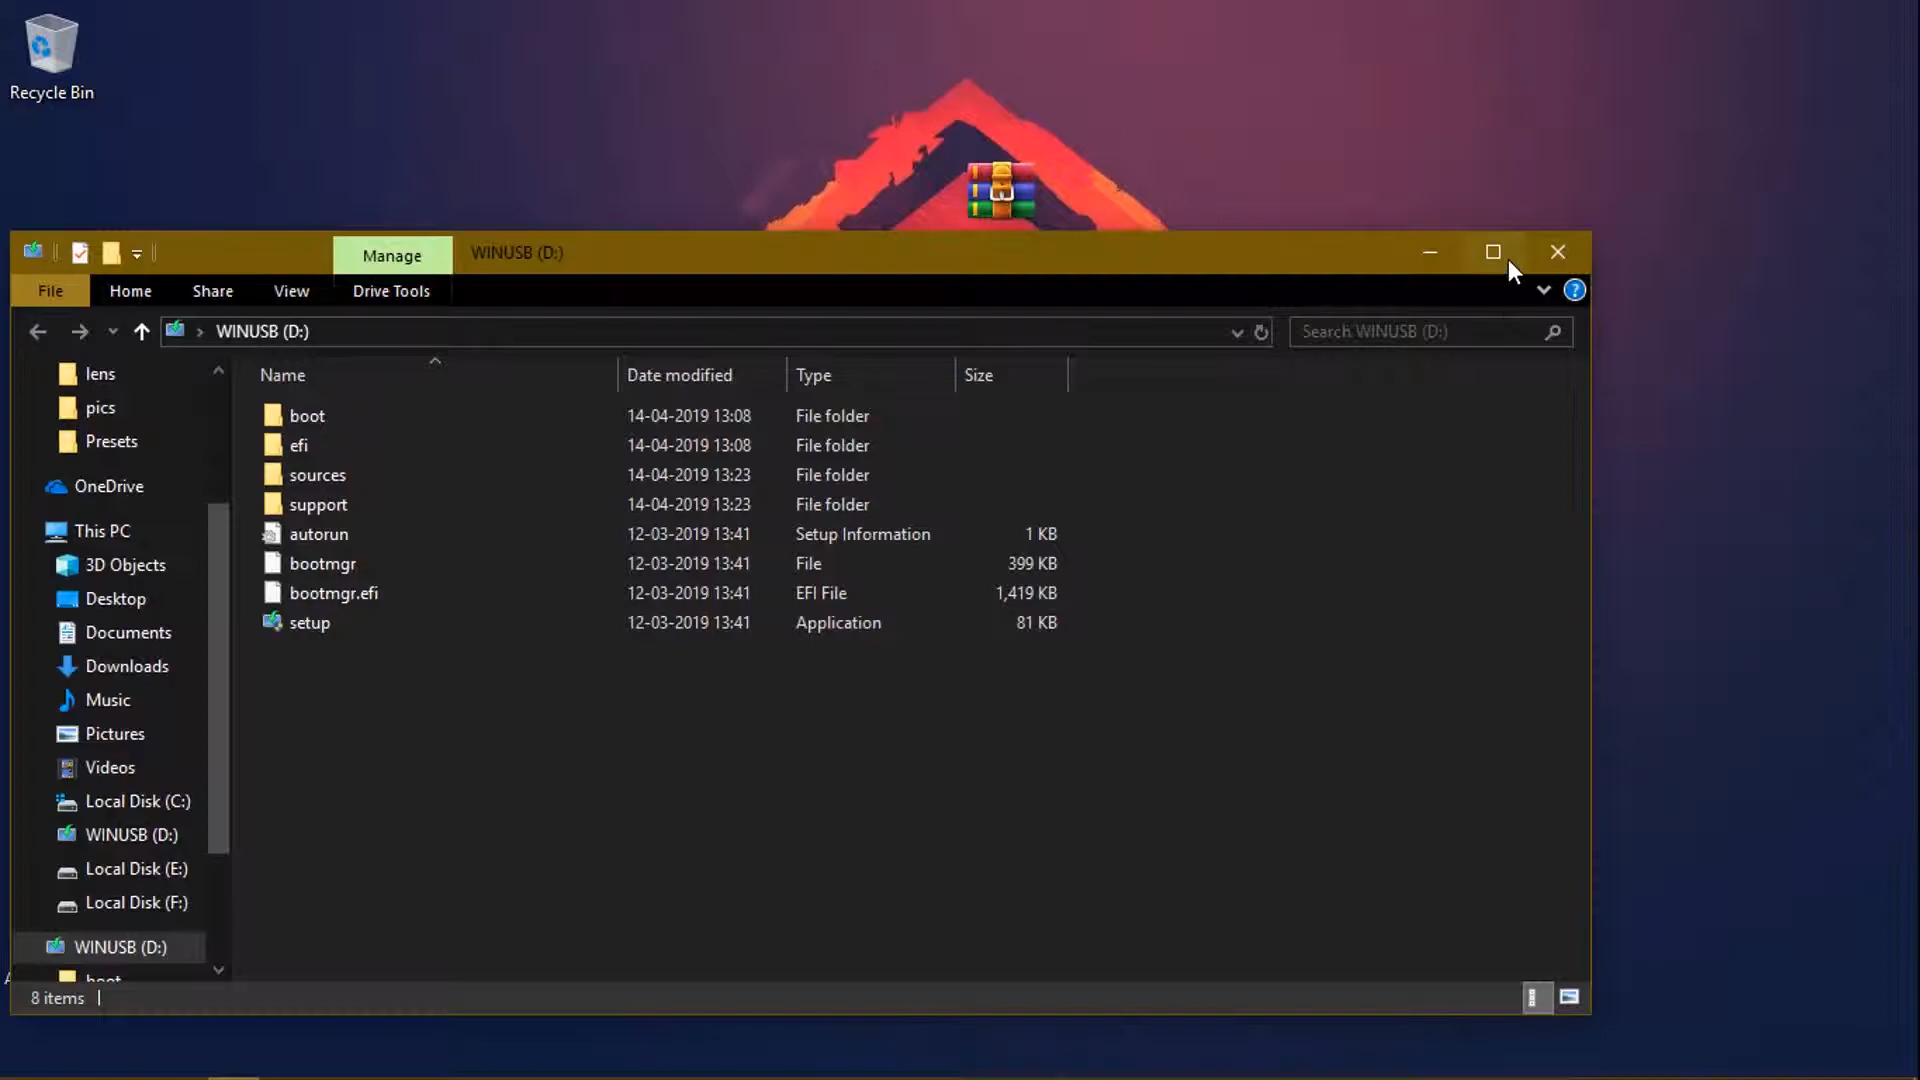 Recycle Bin
Manage WINUSB (D:)
File Home Share View Drive Tools
WINUSB (D:) Search WINUSB (D:)
lens
pics
Presets
OneDrive
This PC
3D Objects
Desktop
Documents
Downloads
Music
Pictures
Videos
Local Disk (C:)
WINUSB (D:)
Local Disk (E:)
Local Disk (F:)
WINUSB (D:)
boot
Name Date modified Type Size
boot 14-04-2019 13:08 File folder
efi 14-04-2019 13:08 File folder
sources 14-04-2019 13:23 File folder
support 14-04-2019 13:23 File folder
autorun 12-03-2019 13:41 Setup Information 1 KB
bootmgr 12-03-2019 13:41 File 399 KB
bootmgr.efi 12-03-2019 13:41 EFI File 1,419 KB
setup 12-03-2019 13:41 Application 81 KB
8 items